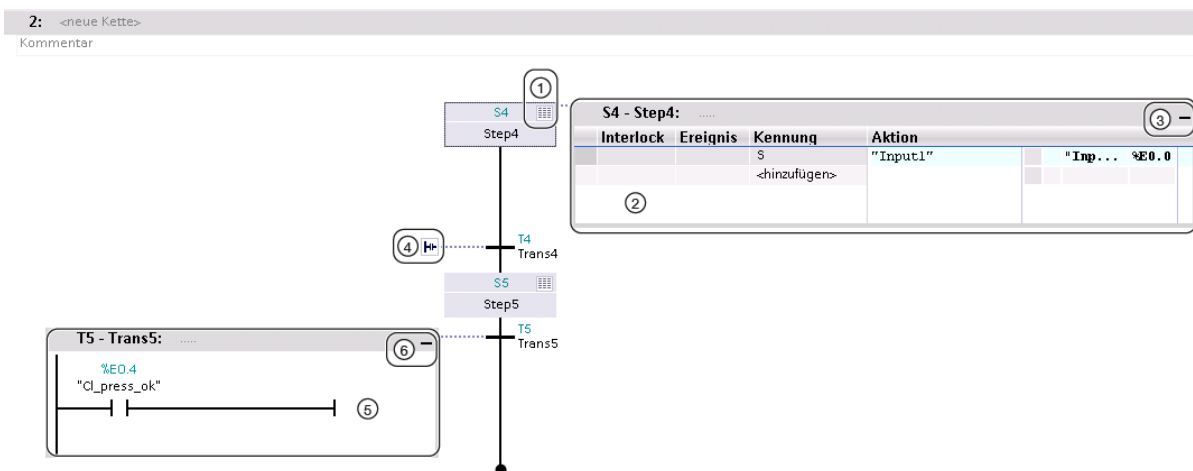 2: <neue Kette>
Kommentar
1
S4
Step4
S4 - Step4: .....
3
Interlock Ereignis Kennung Aktion
S "Input1" "Inp... %E0.0
<hinzufügen>
2
4
T4
Trans4
S5
Step5
T5
Trans5
T5 - Trans5: .....
6
%E0.4
"Cl_press_ok"
5